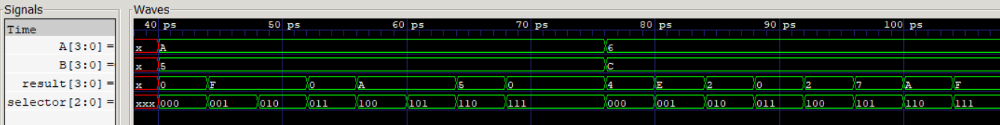 Signals Waves
Time 40 ps 50 ps 60 ps 70 ps 80 ps 90 ps 100 ps
A[3:0] = x A 6
B[3:0] = x 5 C
result[3:0] = x 0 F 0 A 5 0 4 E 2 0 2 7 A F
selector[2:0] = xxx 000 001 010 011 100 101 110 111 000 001 010 011 100 101 110 111